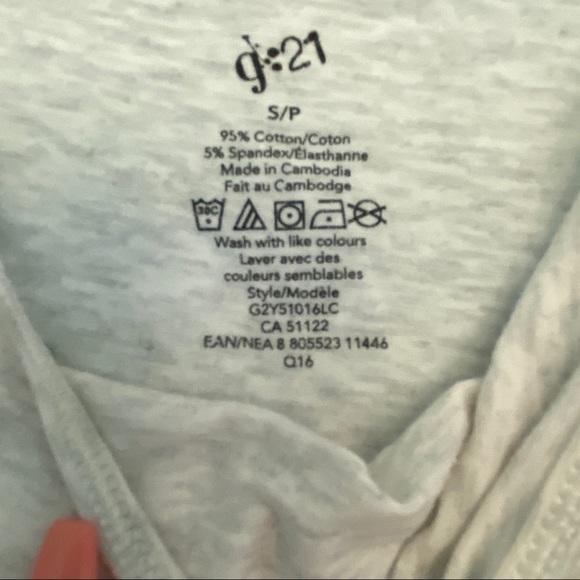 g:21
S/P
95% Cotton/Coton
5% Spandex/Élasthanne
Made in Cambodia
Fait au Cambodge
30C
Wash with like colours
Laver avec des
couleurs semblables
Style/Modèle
G2Y51016LC
CA 51122
EAN/NEA 8 805523 11446
Q16